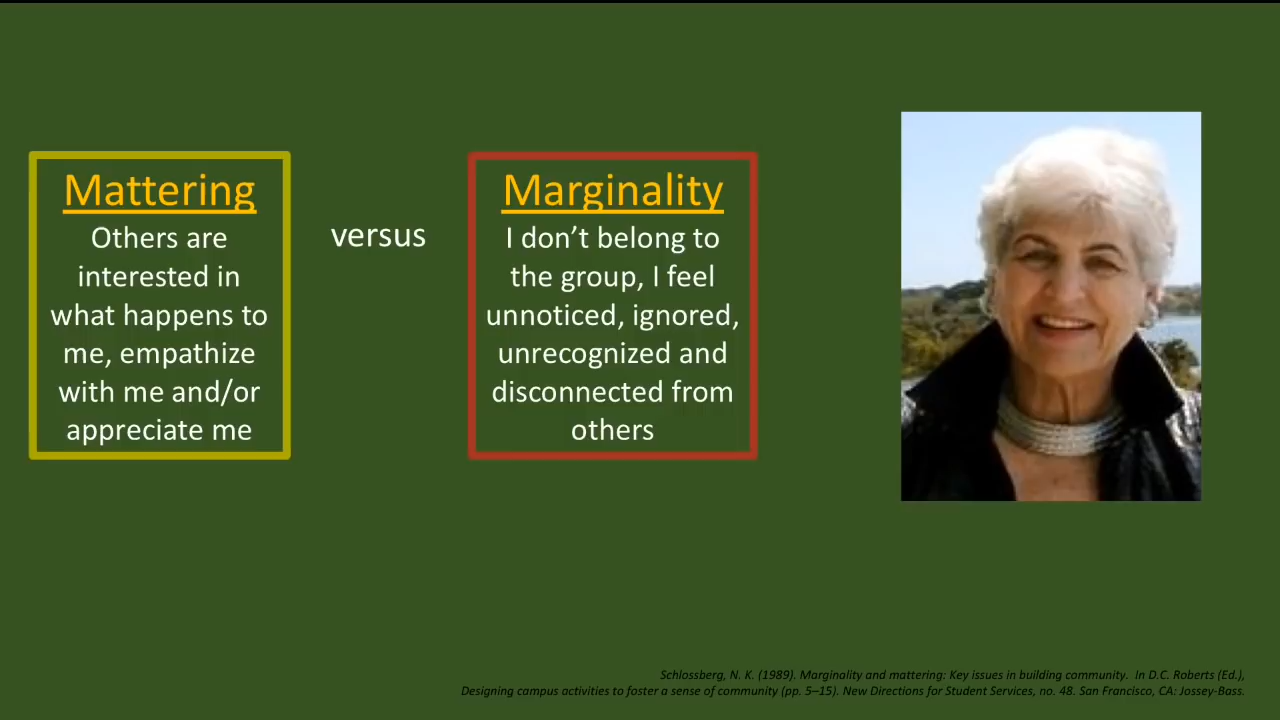 Mattering
Others are
interested in
what happens to
me, empathize
with me and/or
appreciate me
versus
Marginality
I don’t belong to
the group, I feel
unnoticed, ignored,
unrecognized and
disconnected from
others
Schlossberg, N. K. (1989). Marginality and mattering: Key issues in building community.  In D.C. Roberts (Ed.),
Designing campus activities to foster a sense of community (pp. 5–15). New Directions for Student Services, no. 48. San Francisco, CA: Jossey-Bass.